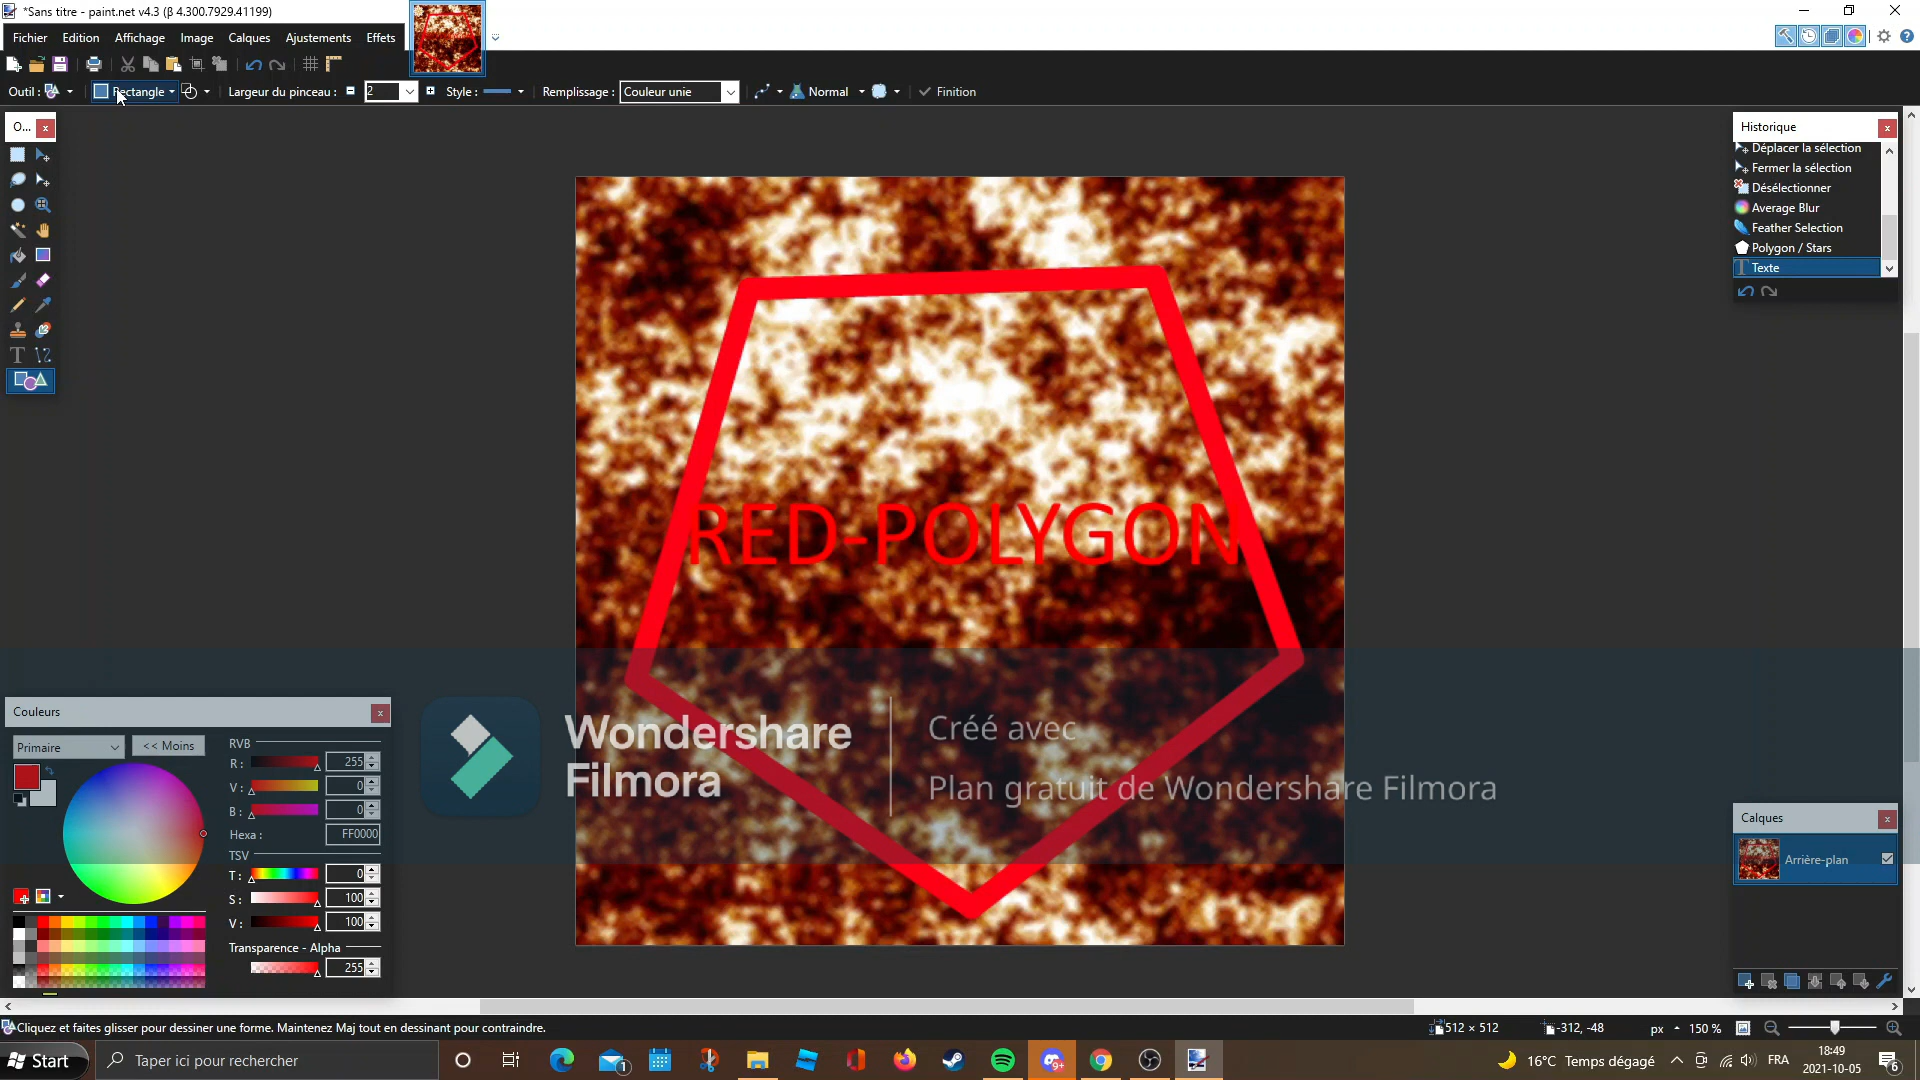 *Sans titre - paint.net v4.3 (β 4.300.7929.41199)
Fichier Edition Affichage Image Calques Ajustements Effets
Outil : Rectangle Largeur du pinceau : 2 Style : Remplissage : Couleur unie Normal Finition
O...
Historique
Déplacer la sélection
Fermer la sélection
Désélectionner
Average Blur
Feather Selection
Polygon / Stars
Texte
RED-POLYGON
Couleurs
Primaire << Moins
RVB
R : 255
V : 0
B : 0
Hexa : FF0000
TSV
T : 0
S : 100
V : 100
Transparence - Alpha
255
Wondershare
Filmora
Créé avec
Plan gratuit de Wondershare Filmora
Calques
Arrière-plan
Cliquez et faites glisser pour dessiner une forme. Maintenez Maj tout en dessinant pour contraindre.
512 × 512 -312, -48 px 150 %
Start Taper ici pour rechercher 1 9+ 16°C Temps dégagé FRA 18:49
2021-10-05 6